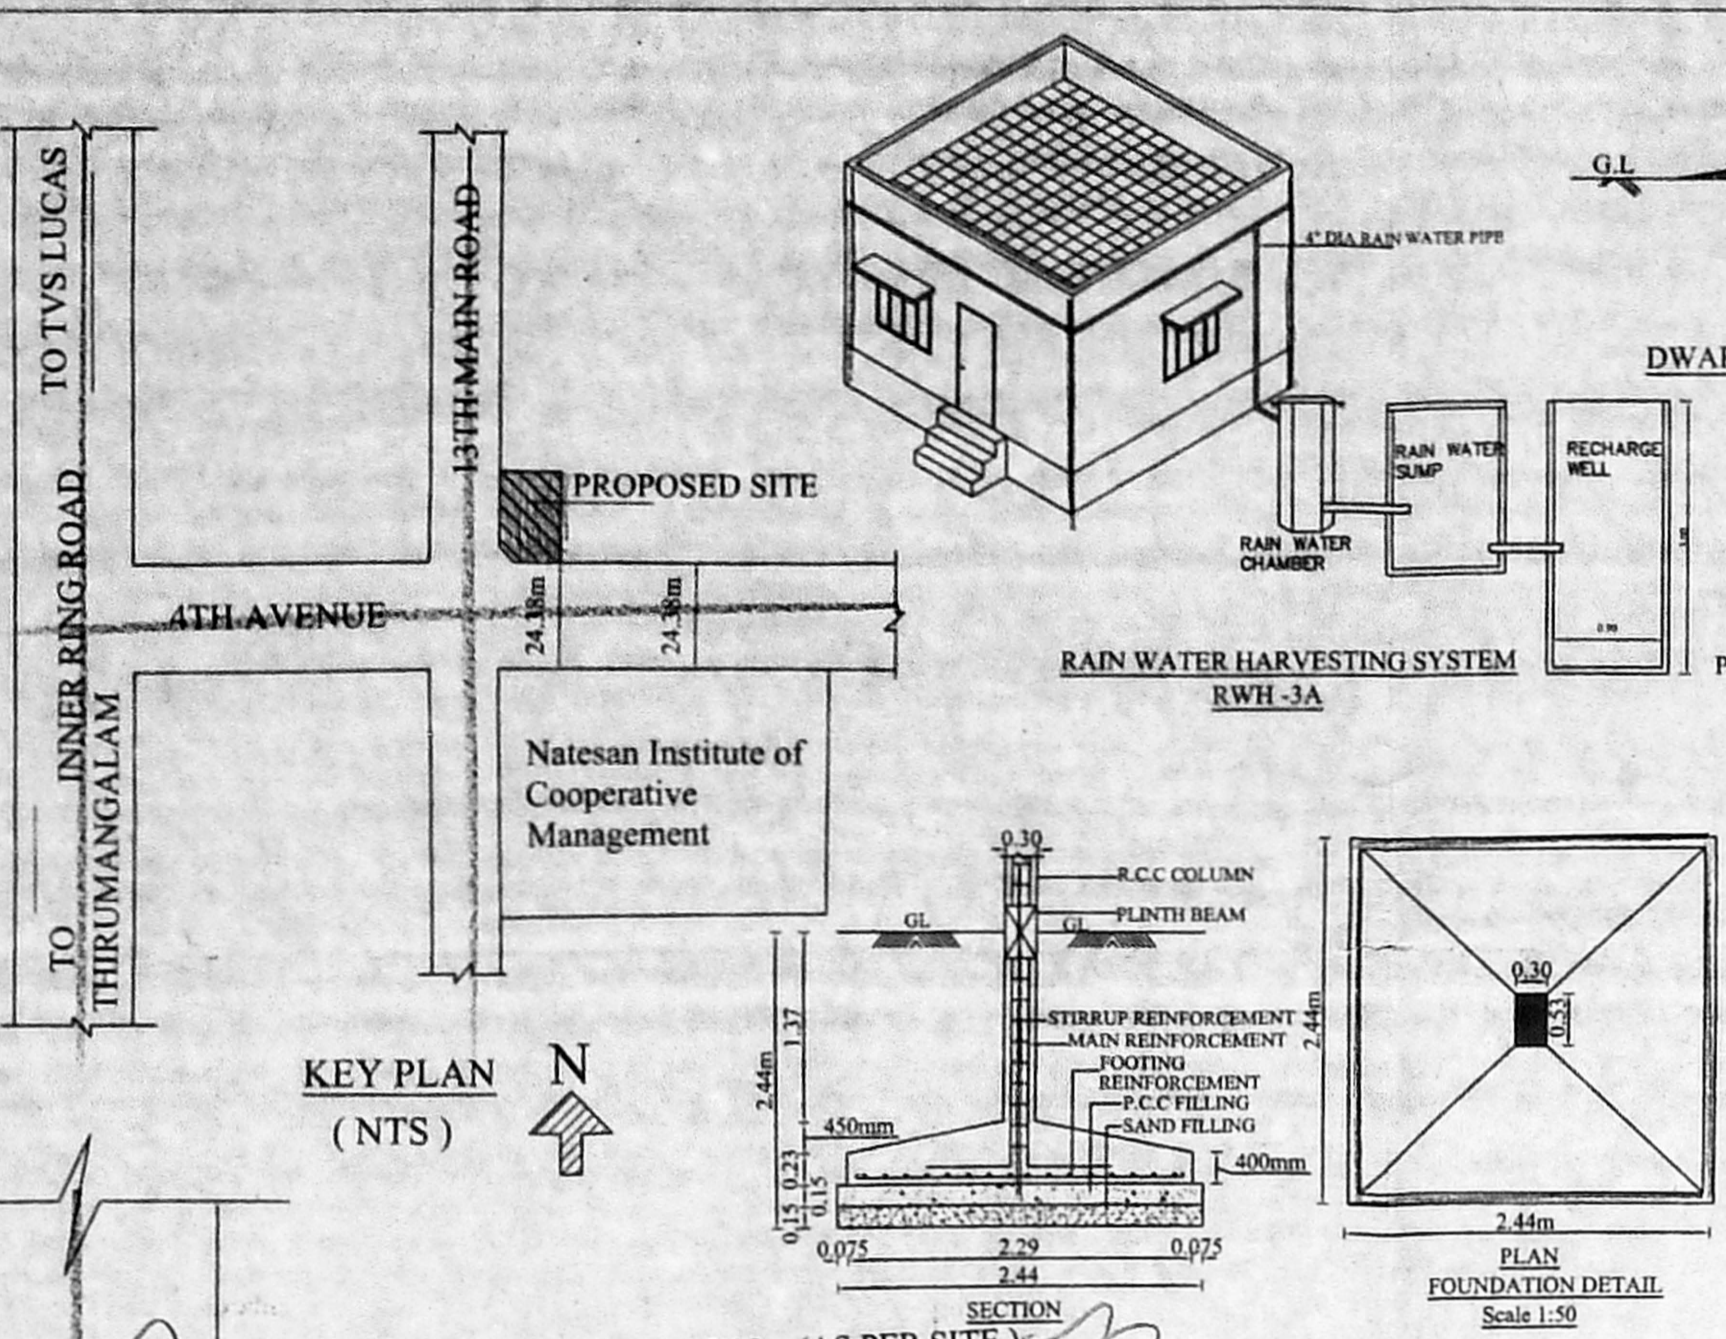 TO TVS LUCAS
INNER RING ROAD
TO
THIRUMANGALAM
13TH MAIN ROAD
4TH AVENUE
PROPOSED SITE
24.38m
24.38m
Natesan Institute of
Cooperative
Management
KEY PLAN
( NTS )
N
4" DIA RAIN WATER PIPE
G.L
RAIN WATER
CHAMBER
RAIN WATER
SUMP
RECHARGE
WELL
0.90
RAIN WATER HARVESTING SYSTEM
RWH -3A
0.30
R.C.C COLUMN
PLINTH BEAM
GL
GL
STIRRUP REINFORCEMENT
MAIN REINFORCEMENT
FOOTING
REINFORCEMENT
P.C.C FILLING
SAND FILLING
2.44m
1.37
450mm
0.23
0.15
0.15
400mm
0.075
2.29
0.075
2.44
SECTION
2.44m
0.30
0.53
2.44m
PLAN
FOUNDATION DETAIL
Scale 1:50